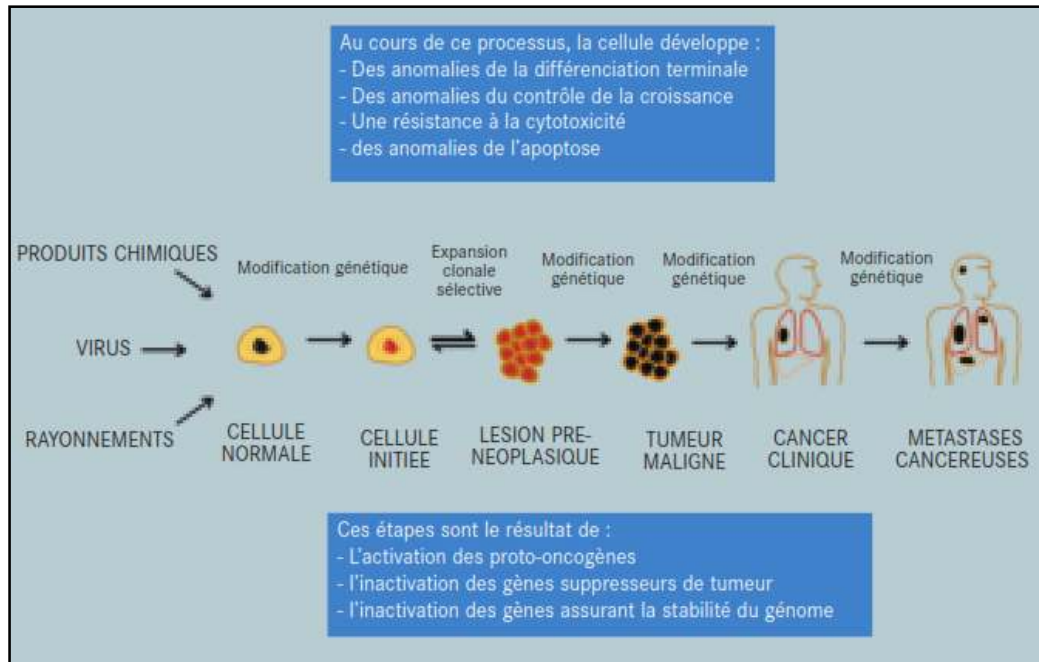 Au cours de ce processus, la cellule développe :
- Des anomalies de la différenciation terminale
- Des anomalies du contrôle de la croissance
- Une résistance à la cytotoxicité
- des anomalies de l'apoptose
PRODUITS CHIMIQUES
VIRUS
RAYONNEMENTS
Modification génétique
Expansion
clonale
sélective
Modification
génétique
Modification
génétique
Modification
génétique
CELLULE
NORMALE
CELLULE
INITIEE
LESION PRE-
NEOPLASIQUE
TUMEUR
MALIGNE
CANCER
CLINIQUE
METASTASES
CANCEREUSES
Ces étapes sont le résultat de :
- L'activation des proto-oncogènes
- l'inactivation des gènes suppresseurs de tumeur
- l'inactivation des gènes assurant la stabilité du génome